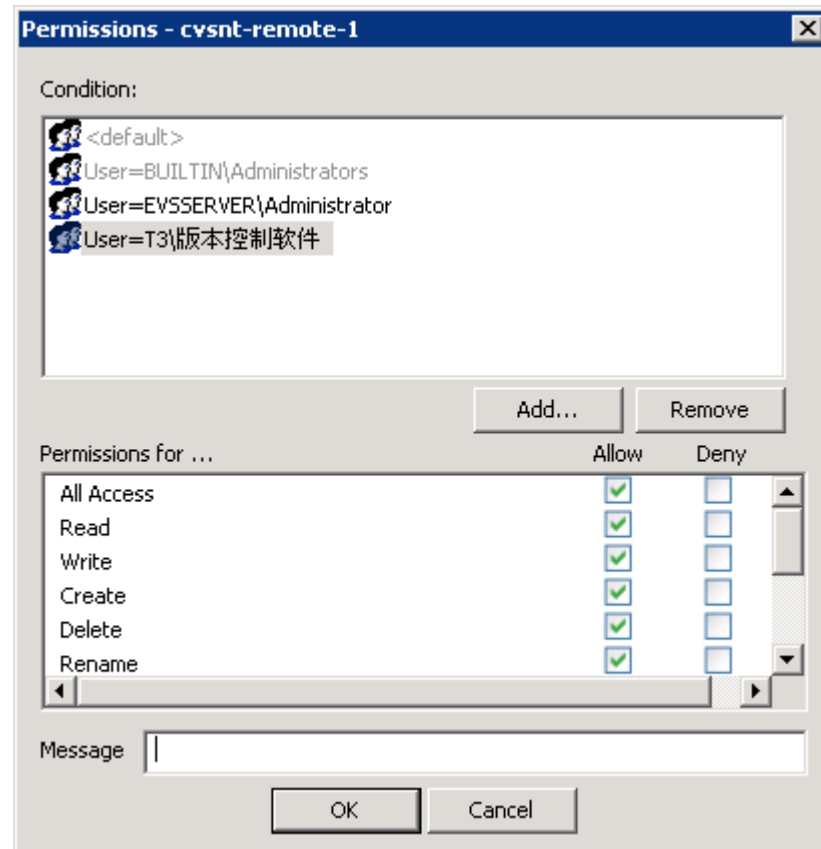 Permissions - cvsnt-remote-1
Condition:
<default>
User=BUILTIN\Administrators
User=EVSSERVER\Administrator
User=T3\版本控制软件
Add... Remove
Permissions for ... Allow Deny
All Access
Read
Write
Create
Delete
Rename
Message
OK Cancel